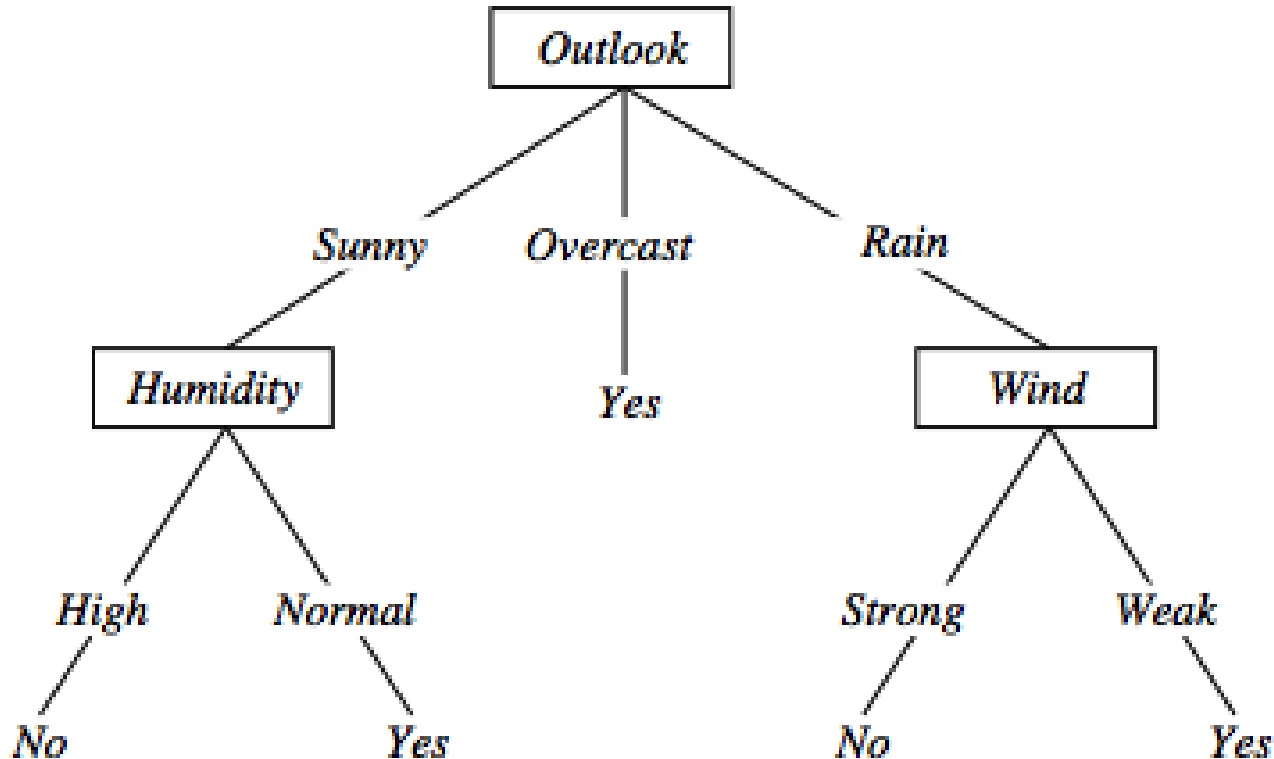 Outlook
Sunny Overcast Rain
Humidity Yes Wind
High Normal Strong Weak
No Yes No Yes